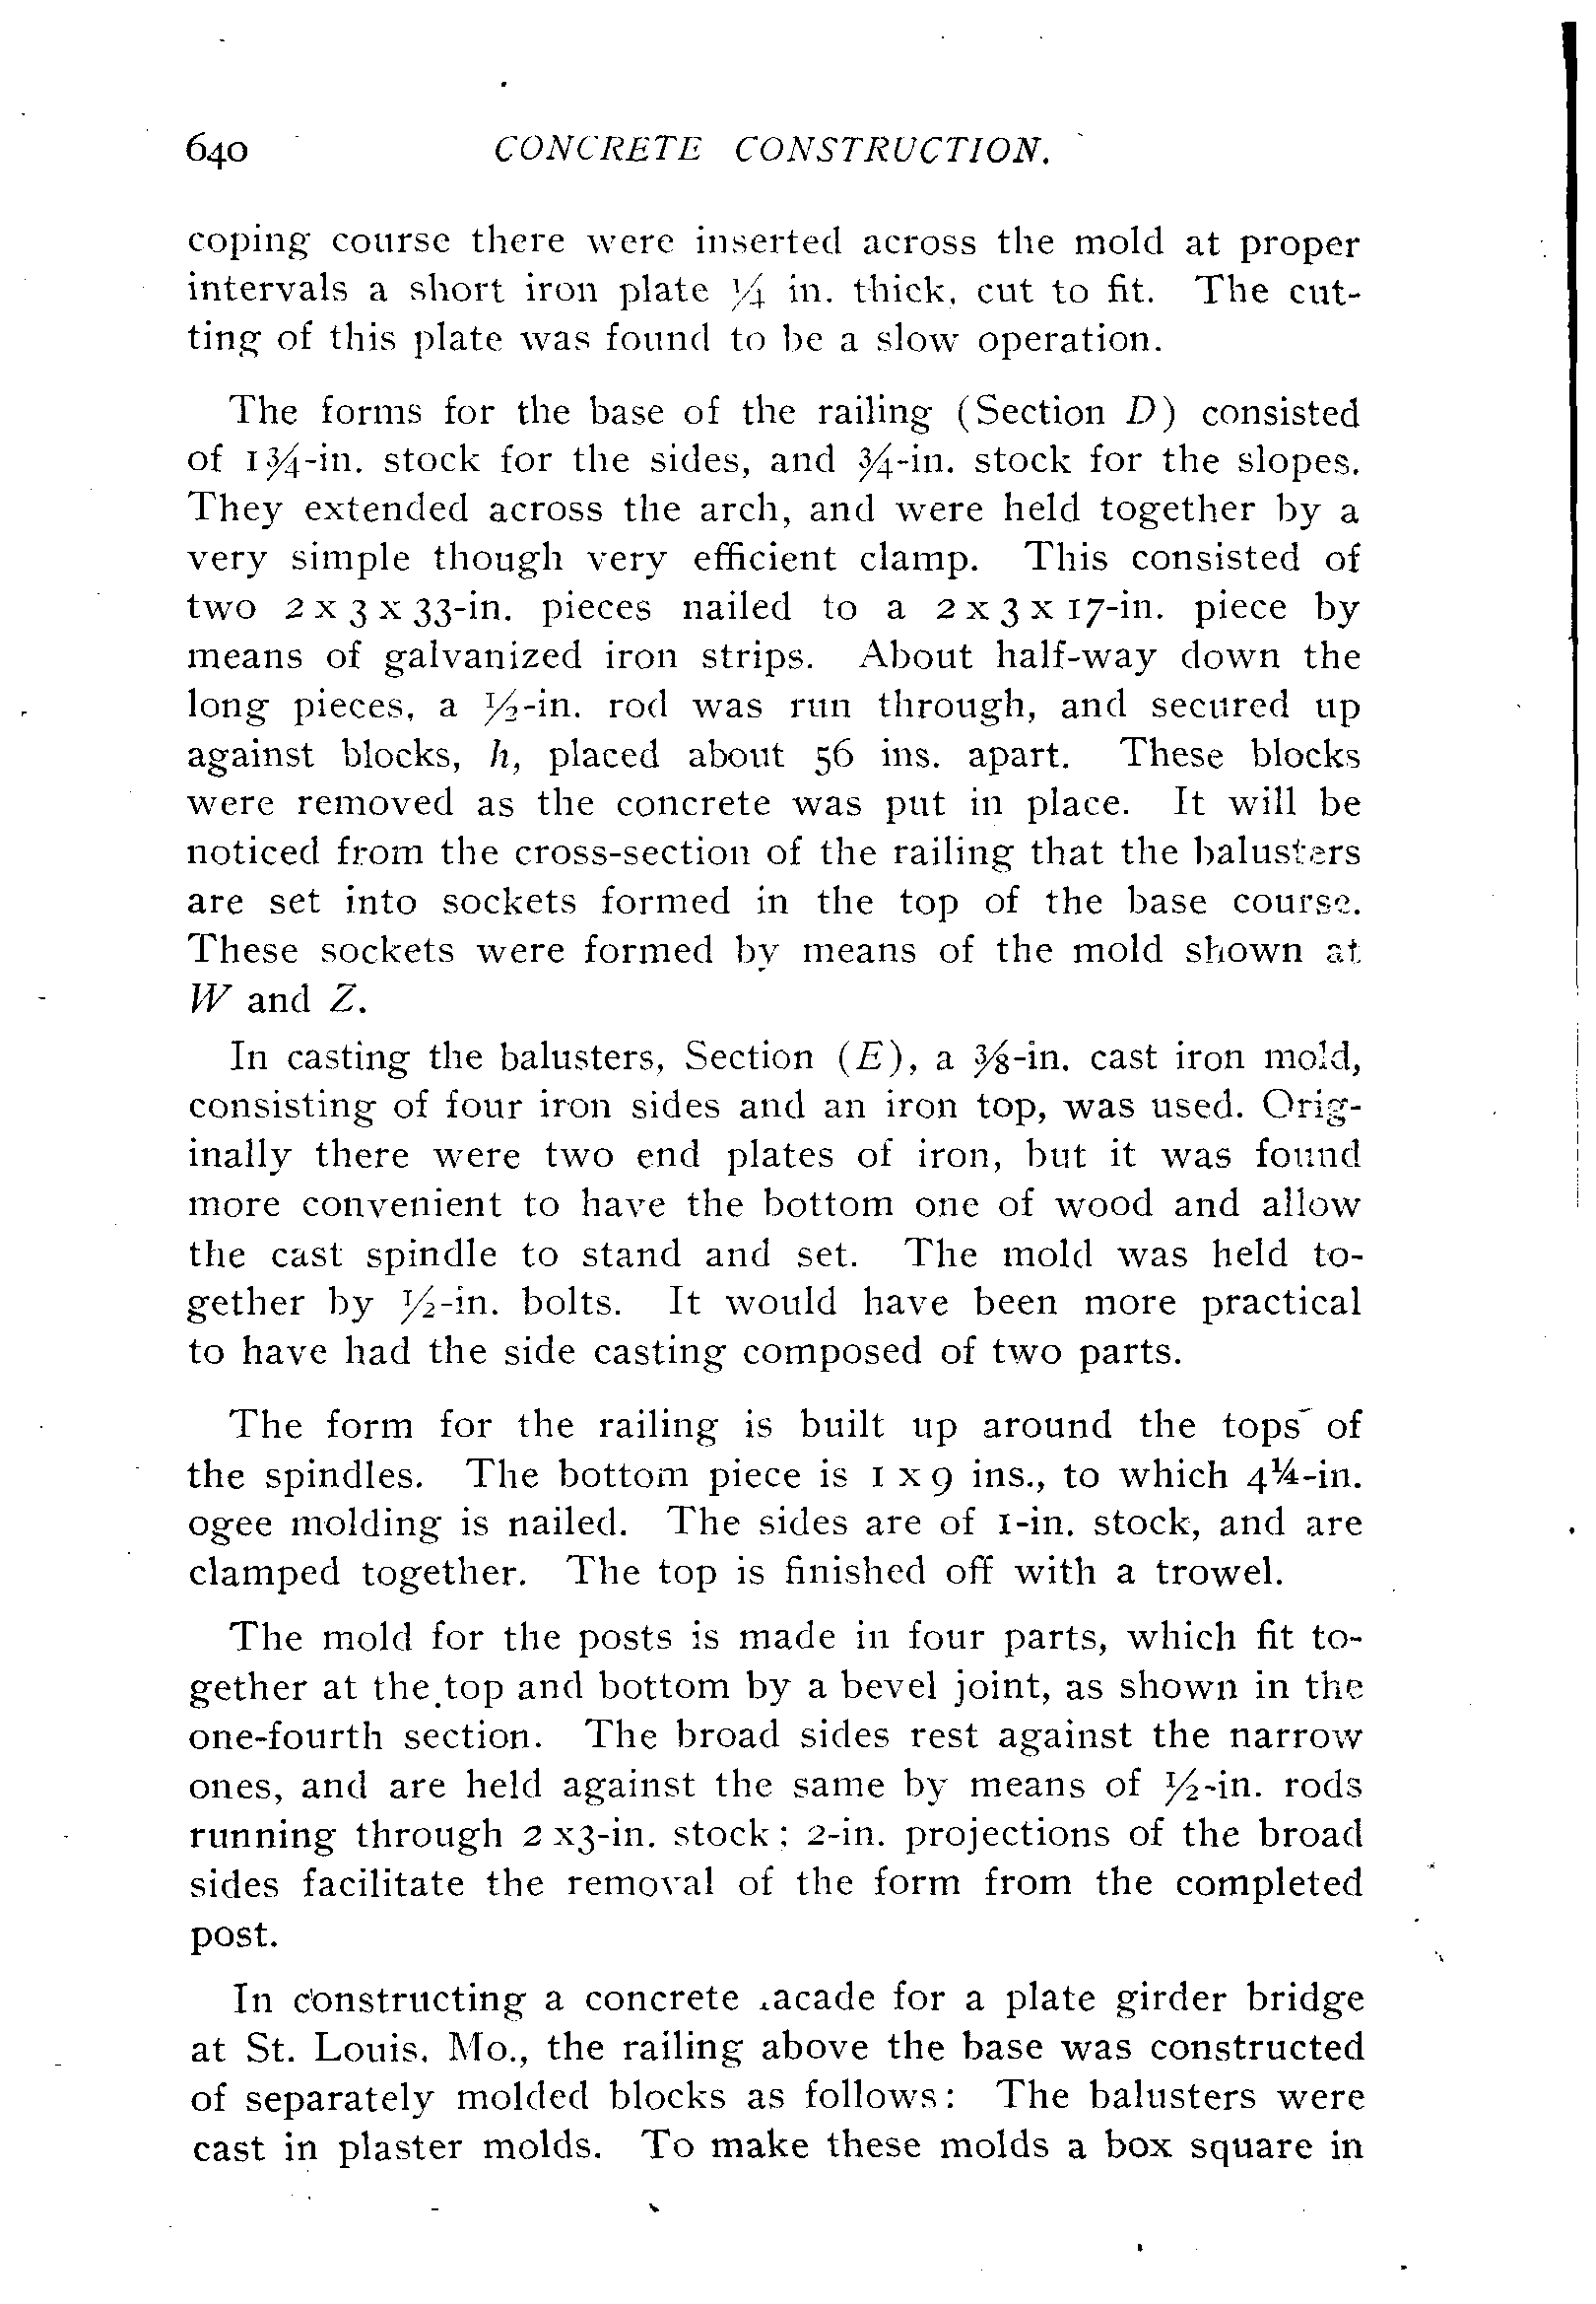 640 CONCRETE CONSTRUCTION.
coping course there were inserted across the mold at proper
intervals a short iron plate ¼ in. thick, cut to fit. The cut-
ting of this plate was found to be a slow operation.
The forms for the base of the railing (Section D) consisted
of 1¾-in. stock for the sides, and ¾-in. stock for the slopes.
They extended across the arch, and were held together by a
very simple though very efficient clamp. This consisted of
two 2 x 3 x 33-in. pieces nailed to a 2 x 3 x 17-in. piece by
means of galvanized iron strips. About half-way down the
long pieces, a ½-in. rod was run through, and secured up
against blocks, h, placed about 56 ins. apart. These blocks
were removed as the concrete was put in place. It will be
noticed from the cross-section of the railing that the balusters
are set into sockets formed in the top of the base course.
These sockets were formed by means of the mold shown at
W and Z.
In casting the balusters, Section (E), a ⅜-in. cast iron mold,
consisting of four iron sides and an iron top, was used. Orig-
inally there were two end plates of iron, but it was found
more convenient to have the bottom one of wood and allow
the cast spindle to stand and set. The mold was held to-
gether by ½-in. bolts. It would have been more practical
to have had the side casting composed of two parts.
The form for the railing is built up around the tops of
the spindles. The bottom piece is 1 x 9 ins., to which 4¼-in.
ogee molding is nailed. The sides are of 1-in. stock, and are
clamped together. The top is finished off with a trowel.
The mold for the posts is made in four parts, which fit to-
gether at the top and bottom by a bevel joint, as shown in the
one-fourth section. The broad sides rest against the narrow
ones, and are held against the same by means of ½-in. rods
running through 2 x3-in. stock; 2-in. projections of the broad
sides facilitate the removal of the form from the completed
post.
In constructing a concrete .acade for a plate girder bridge
at St. Louis, Mo., the railing above the base was constructed
of separately molded blocks as follows: The balusters were
cast in plaster molds. To make these molds a box square in